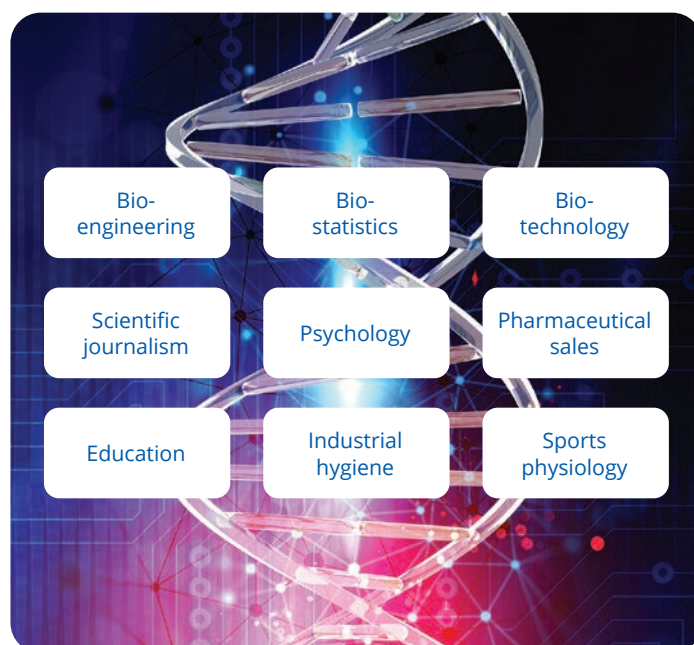 Bio-
engineering
Bio-
statistics
Bio-
technology
Scientific
journalism
Psychology
Pharmaceutical
sales
Education
Industrial
hygiene
Sports
physiology